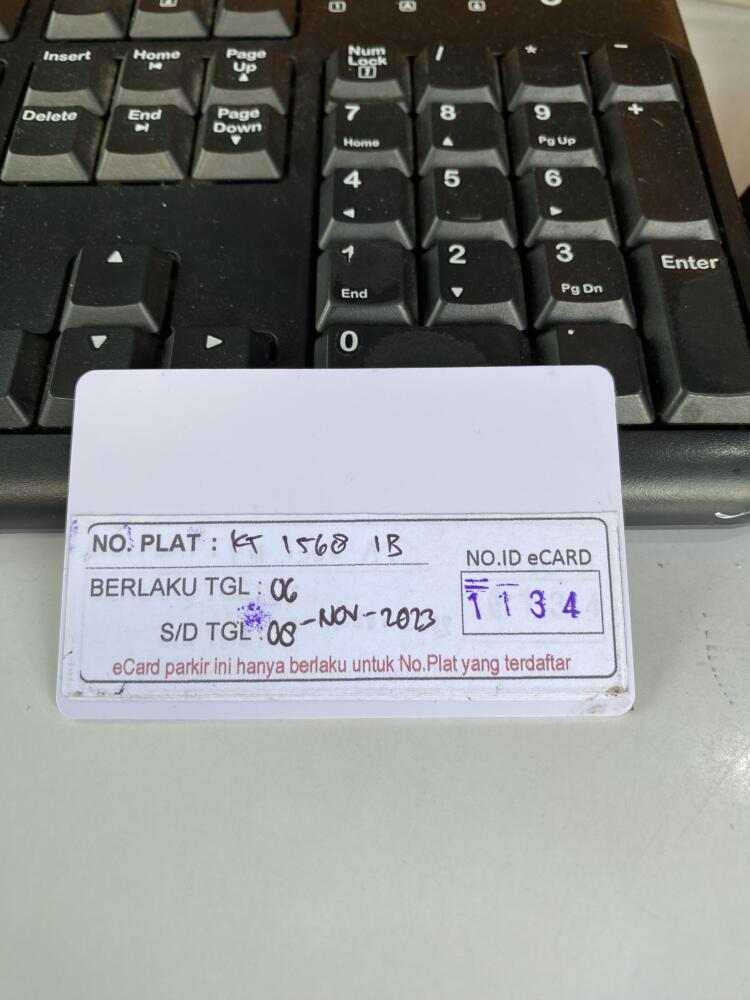 Insert Home Page Up Num Lock / * -
Delete End Page Down 7 Home 8 9 Pg Up +
4 5 6
1 End 2 3 Pg Dn Enter
0 .
NO. PLAT : KT 1568 IB
NO.ID eCARD
BERLAKU TGL : 06
1134
S/D TGL : 08 -NOV-2023
eCard parkir ini hanya berlaku untuk No.Plat yang terdaftar